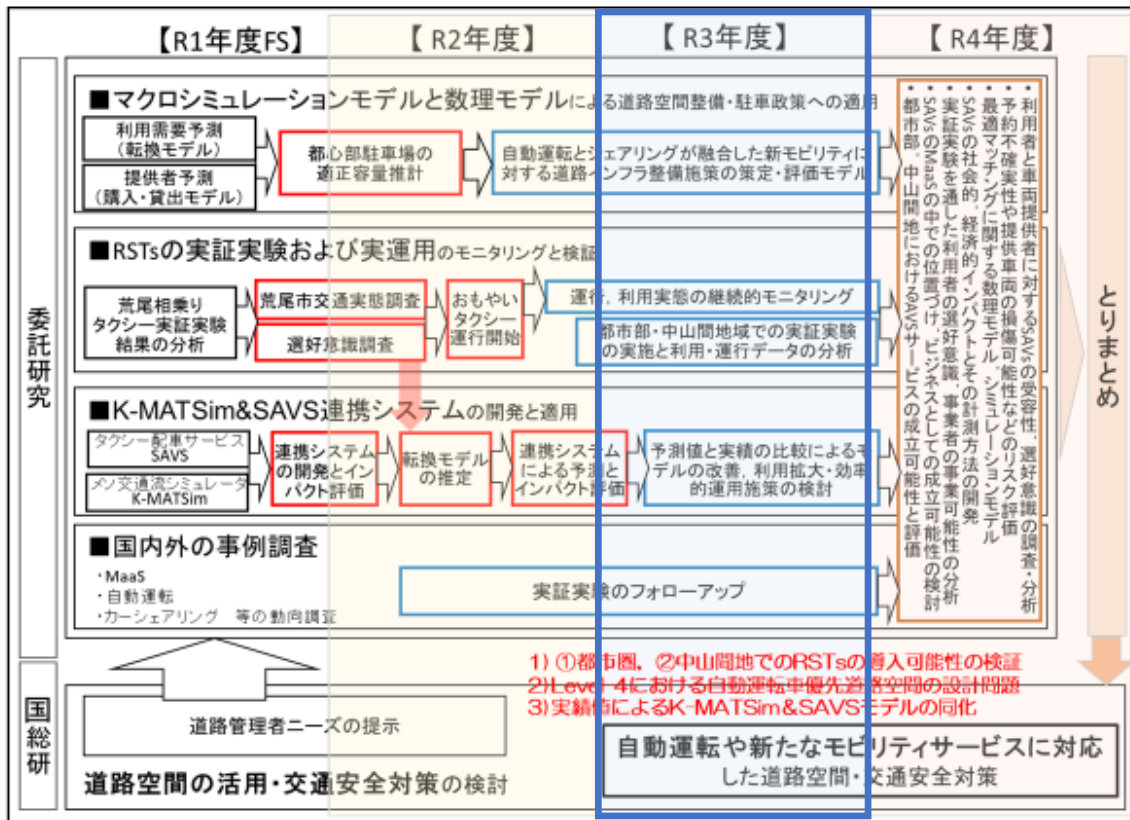 【R1年度FS】
【 R2年度】
【 R3年度】
【 R4年度】
委託研究
■マクロシミュレーションモデルと数理モデルによる道路空間整備・駐車政策への適用
利用需要予測
(転換モデル)
提供者予測
(購入・貸出モデル)
都心部駐車場の
適正容量推計
自動運転とシェアリングが融合した新モビリティに
対する道路インフラ整備施策の策定・評価モデル
■RSTsの実証実験および実運用のモニタリングと検証
荒尾相乗り
タクシー実証実験
結果の分析
荒尾市交通実態調査
選好意識調査
おもやい
タクシー
運行開始
運行，利用実態の継続的モニタリング
都市部・中山間地域での実証実験
の実施と利用・運行データの分析
■K-MATSim&SAVS連携システムの開発と適用
タクシー配車サービス
SAVS
メソ交通流シミュレータ
K-MATSim
連携システム
の開発とイン
パクト評価
転換モデル
の推定
連携システム
による予測と
インパクト評価
予測値と実績の比較によるモ
デルの改善，利用拡大・効率
的運用施策の検討
■国内外の事例調査
・MaaS
・自動運転
・カーシェアリング 等の動向調査
実証実験のフォローアップ
・利用者と車両提供者に対するSAVsの受容性，選好意識の調査・分析
・予約不確実性や提供車両の損傷可能性などのリスク評価
・最適マッチングに関する数理モデル，シミュレーションモデル
・SAVsの社会的，経済的インパクトとその計測方法の開発
・実証実験を通した利用者の選好意識，事業者の事業可能性の分析
・SAVsのMaaSの中での位置づけ，ビジネスとしての成立可能性の検討
・都市部，中山間地におけるSAVSサービスの成立可能性と評価
とりまとめ
国総研
道路管理者ニーズの提示
道路空間の活用・交通安全対策の検討
1) ①都市圏，②中山間地でのRSTsの導入可能性の検証
2)Level-4における自動運転車優先道路空間の設計問題
3)実績値によるK-MATSim&SAVSモデルの同化
自動運転や新たなモビリティサービスに対応
した道路空間・交通安全対策